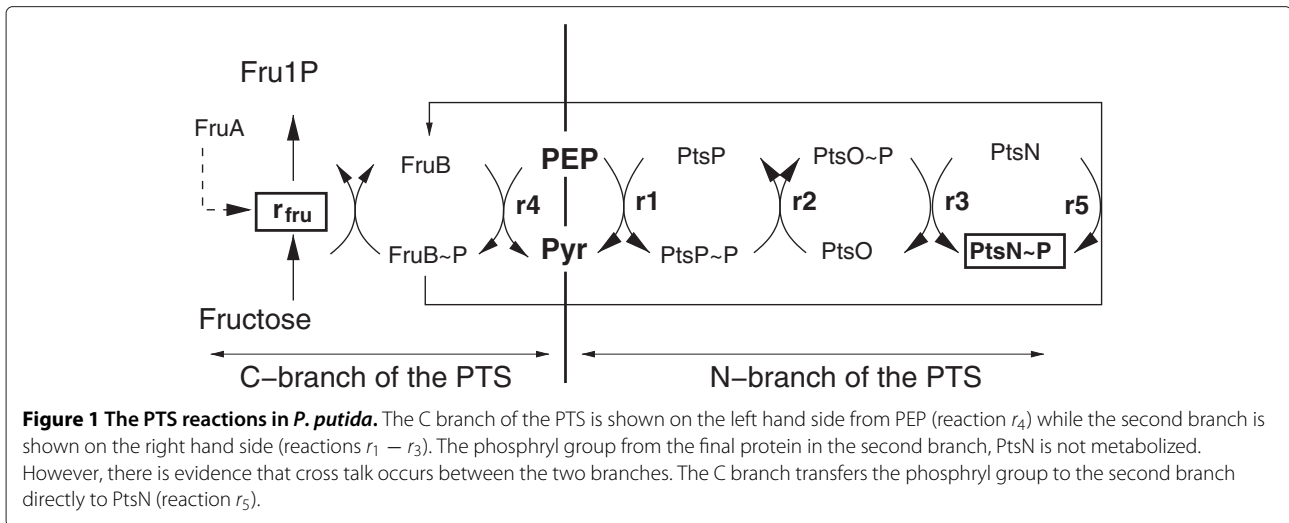 Fru1P
FruA
FruB
PEP
PtsP
PtsO~P
PtsN
r_fru
r4
r1
r2
r3
r5
FruB~P
Pyr
PtsP~P
PtsO
PtsN~P
Fructose
C−branch of the PTS
N−branch of the PTS
Figure 1 The PTS reactions in P. putida. The C branch of the PTS is shown on the left hand side from PEP (reaction r4) while the second branch is
shown on the right hand side (reactions r1 − r3). The phosphryl group from the final protein in the second branch, PtsN is not metabolized.
However, there is evidence that cross talk occurs between the two branches. The C branch transfers the phosphryl group to the second branch
directly to PtsN (reaction r5).